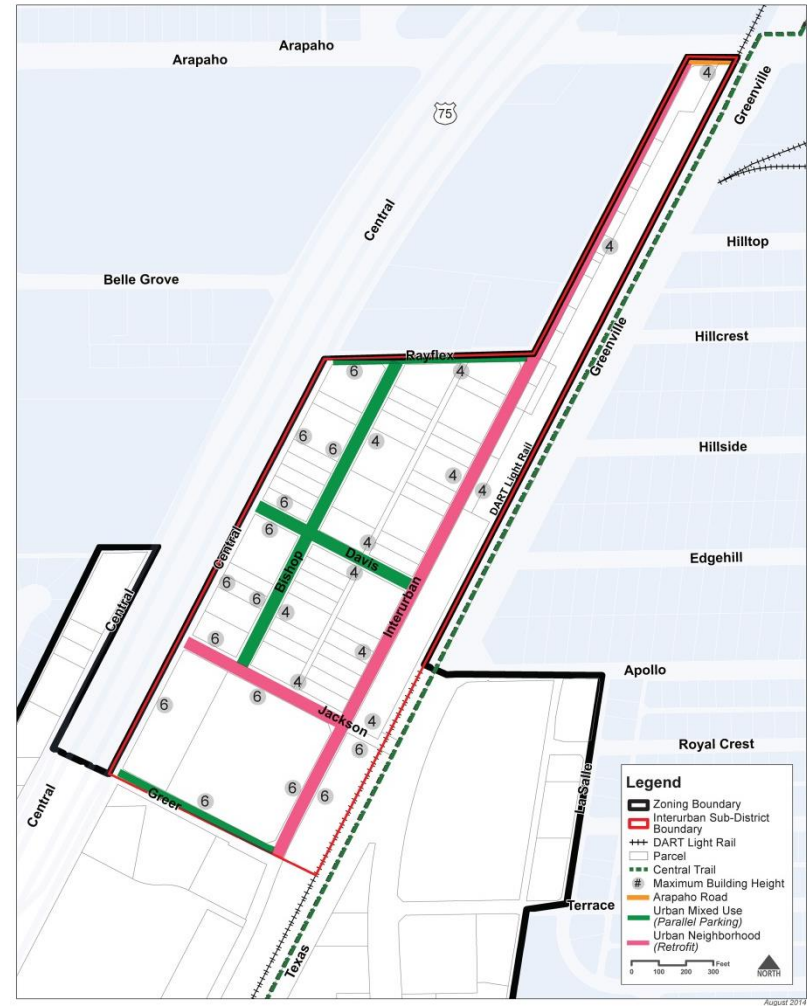 Arapaho
Arapaho
4
Greenville
75
Central
Hilltop
4
Belle Grove
Greenville
Hillcrest
Rayflex
6
4
6
6
4
Hillside
4
4
DART Light Rail
6
6
Central
Davis
4
Edgehill
4
Bishop
6
6
4
Interurban
Central
6
4
4
Apollo
6
6
Jackson
4
6
Royal Crest
Central
Greer
6
6
6
LaSalle
Terrace
Texas
Legend
Zoning Boundary
Interurban Sub-District
Boundary
DART Light Rail
Parcel
Central Trail
# Maximum Building Height
Arapaho Road
Urban Mixed Use
(Parallel Parking)
Urban Neighborhood
(Retrofit)
Feet
0 100 200 300
NORTH
August 2014